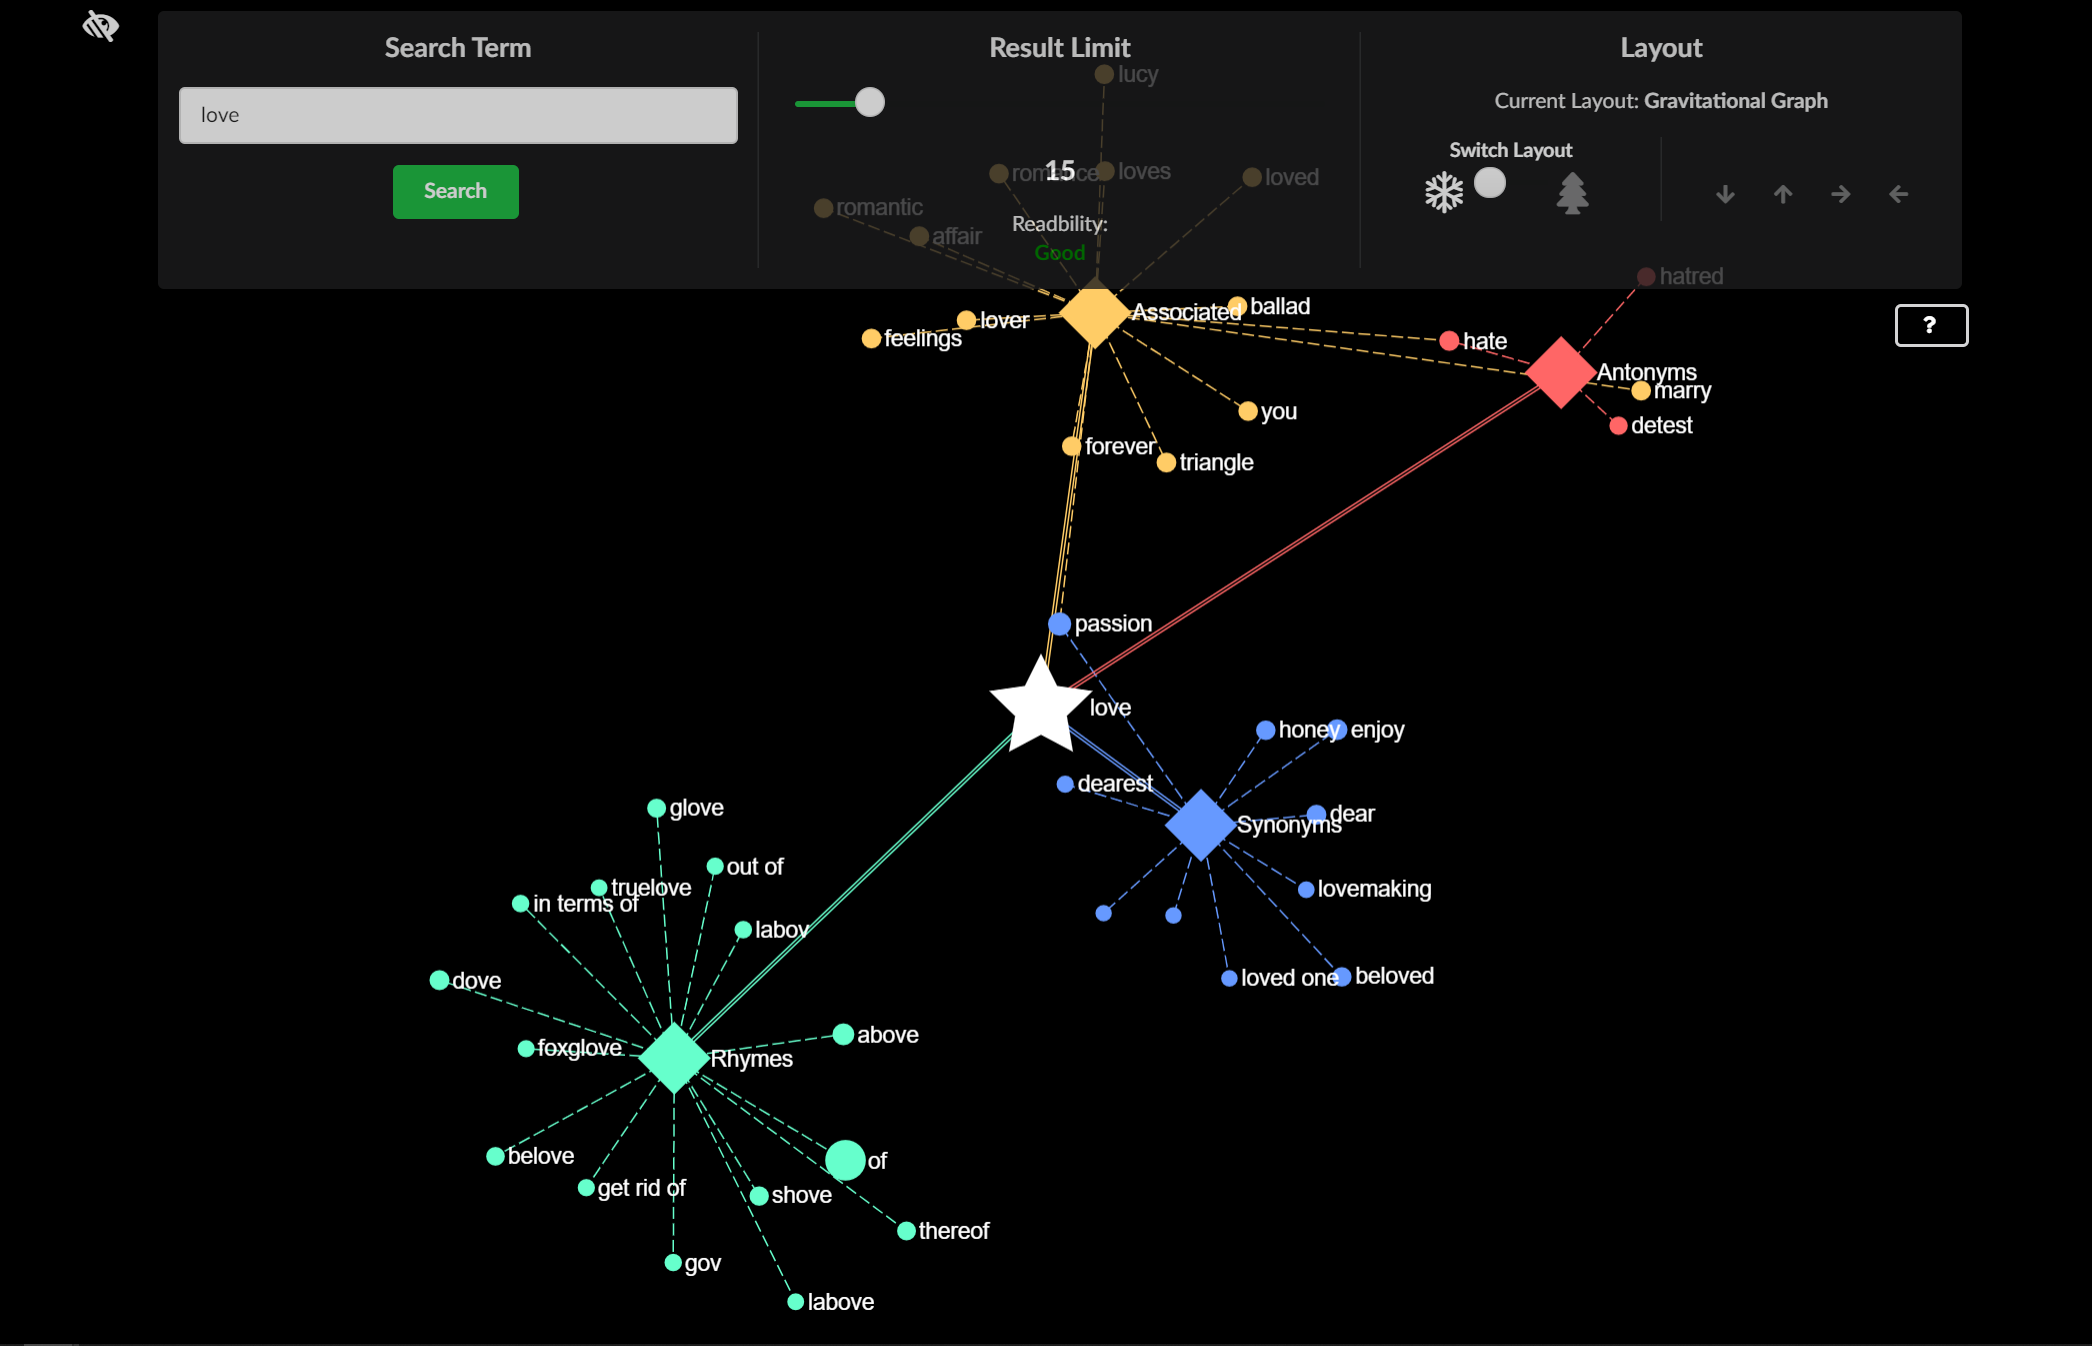 Search Term
love
Search
Result Limit
15
Readbility:
Good
Layout
Current Layout: Gravitational Graph
Switch Layout
?
lucy
romance
loves
loved
romantic
affair
hatred
Associated
ballad
lover
feelings
hate
Antonyms
marry
detest
you
forever
triangle
passion
love
honey
enjoy
dearest
dear
Synonyms
lovemaking
loved one
beloved
glove
out of
truelove
in terms of
labov
dove
above
foxglove
Rhymes
belove
of
get rid of
shove
thereof
gov
labove